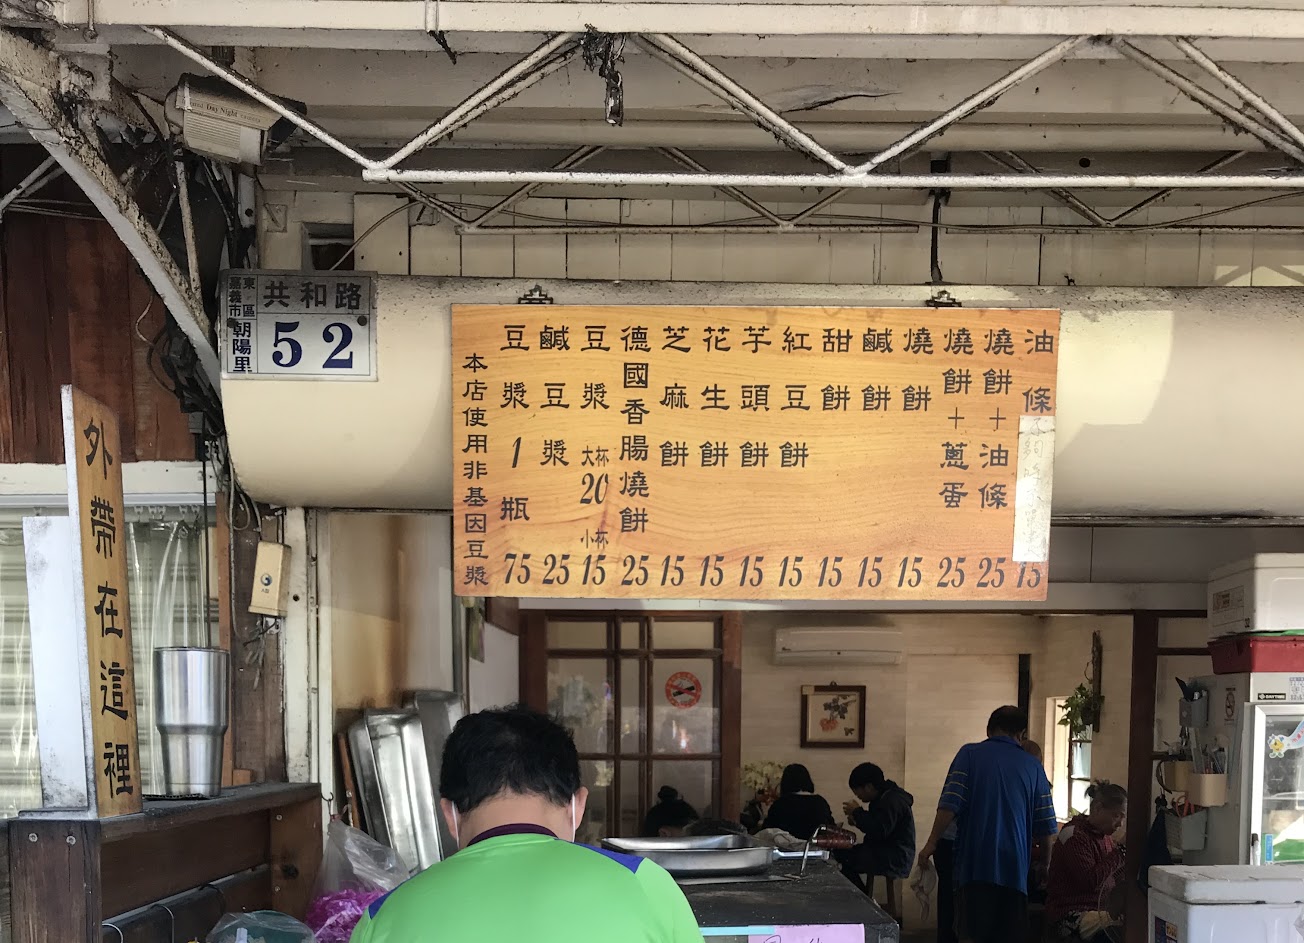 Day Night
嘉義市
東區
共和路
朝陽里
52
外帶在這裡
油條 15
燒餅+油條 25
燒餅+蔥蛋 25
燒餅 15
鹹餅 15
甜餅 15
紅豆餅 15
芋頭餅 15
花生餅 15
芝麻餅 15
德國香腸燒餅 25
豆漿 大杯 20 小杯 15
鹹豆漿 25
豆漿1瓶 75
本店使用非基因豆漿